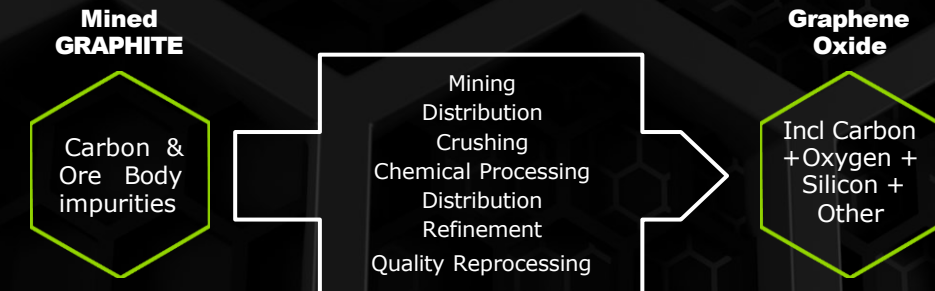 Mined
GRAPHITE
Carbon &
Ore Body
impurities
Mining
Distribution
Crushing
Chemical Processing
Distribution
Refinement
Quality Reprocessing
Graphene
Oxide
Incl Carbon
+Oxygen +
Silicon +
Other